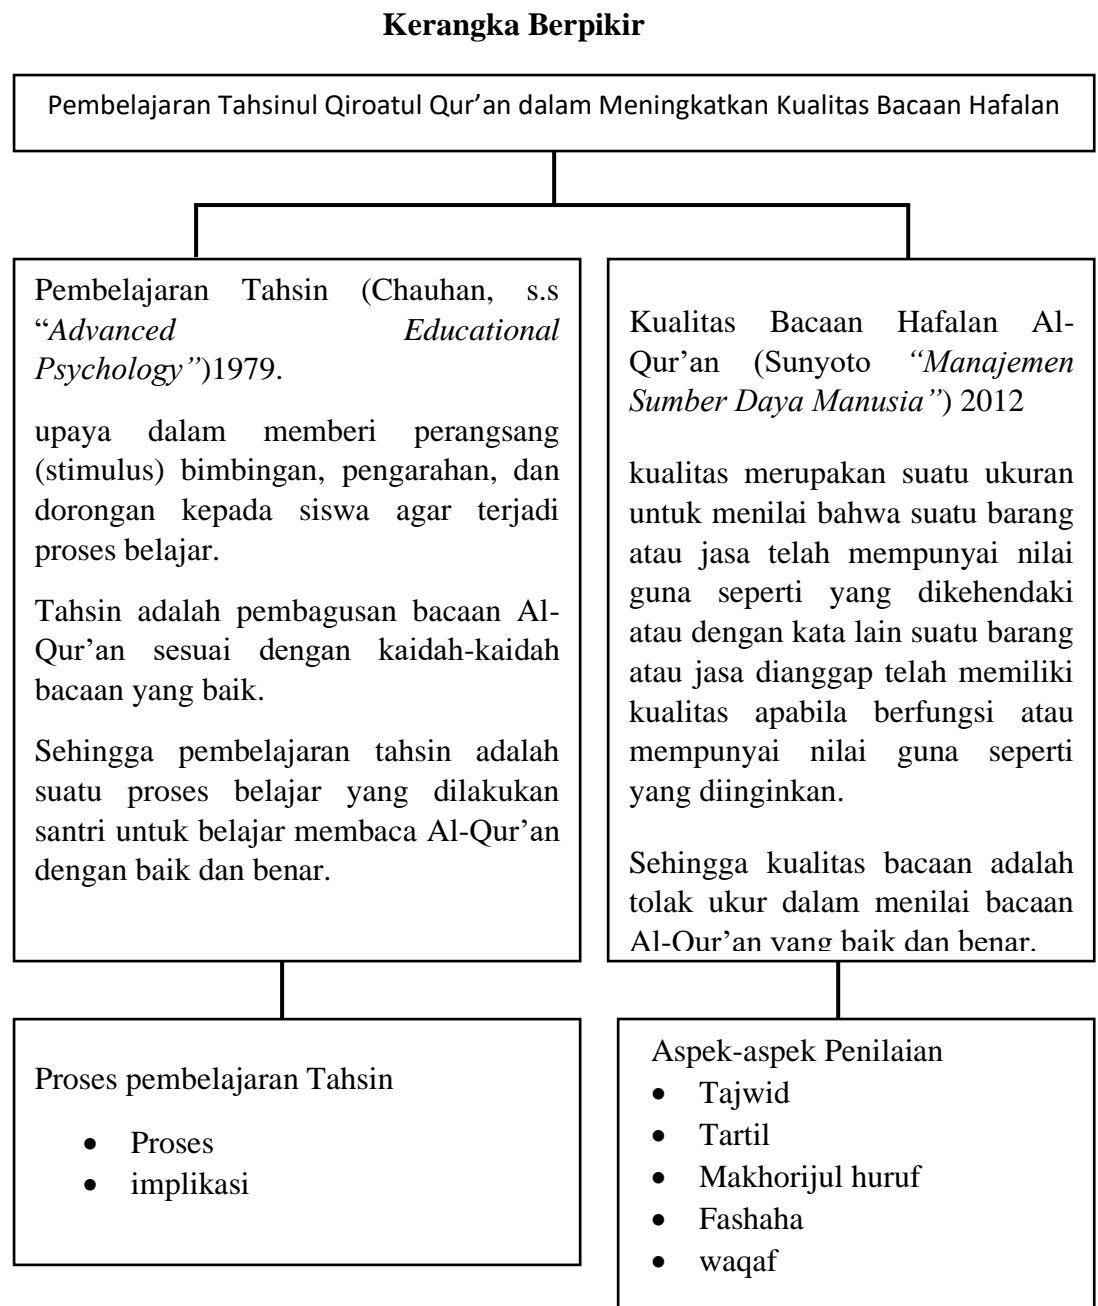 Kerangka Berpikir
Pembelajaran Tahsinul Qiroatul Qur’an dalam Meningkatkan Kualitas Bacaan Hafalan
Pembelajaran Tahsin (Chauhan, s.s
“Advanced Educational
Psychology”)1979.
upaya dalam memberi perangsang
(stimulus) bimbingan, pengarahan, dan
dorongan kepada siswa agar terjadi
proses belajar.
Tahsin adalah pembagusan bacaan Al-
Qur’an sesuai dengan kaidah-kaidah
bacaan yang baik.
Sehingga pembelajaran tahsin adalah
suatu proses belajar yang dilakukan
santri untuk belajar membaca Al-Qur’an
dengan baik dan benar.
Kualitas Bacaan Hafalan Al-
Qur’an (Sunyoto “Manajemen
Sumber Daya Manusia”) 2012
kualitas merupakan suatu ukuran
untuk menilai bahwa suatu barang
atau jasa telah mempunyai nilai
guna seperti yang dikehendaki
atau dengan kata lain suatu barang
atau jasa dianggap telah memiliki
kualitas apabila berfungsi atau
mempunyai nilai guna seperti
yang diinginkan.
Sehingga kualitas bacaan adalah
tolak ukur dalam menilai bacaan
Al-Qur’an yang baik dan benar.
Proses pembelajaran Tahsin
• Proses
• implikasi
Aspek-aspek Penilaian
• Tajwid
• Tartil
• Makhorijul huruf
• Fashaha
• waqaf